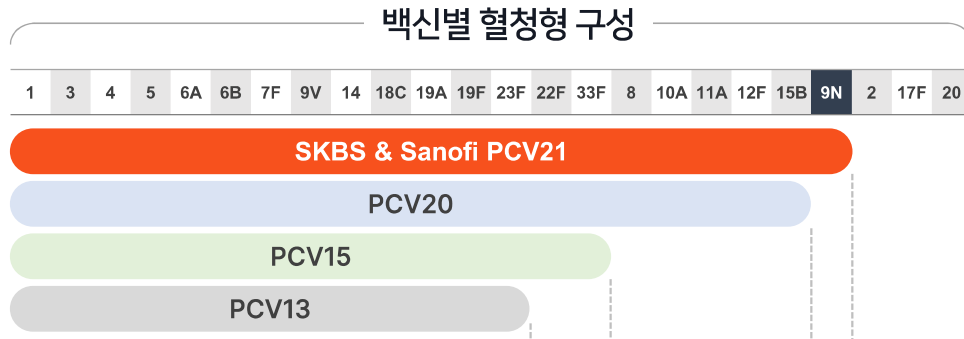 백신별 혈청형 구성
1 3 4 5 6A 6B 7F 9V 14 18C 19A 19F 23F 22F 33F 8 10A 11A 12F 15B 9N 2 17F 20
SKBS & Sanofi PCV21
PCV20
PCV15
PCV13